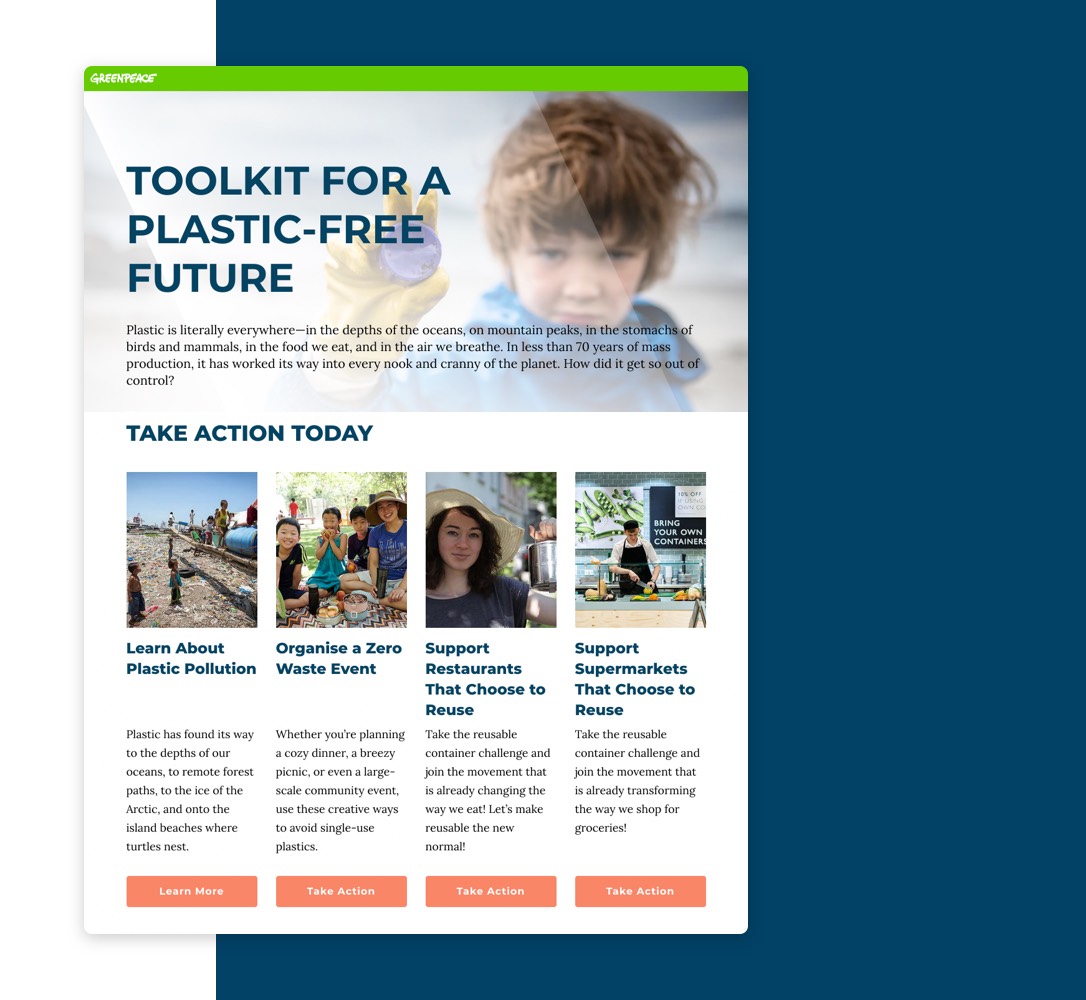 GREENPEACE
TOOLKIT FOR A
PLASTIC-FREE
FUTURE
Plastic is literally everywhere—in the depths of the oceans, on mountain peaks, in the stomachs of
birds and mammals, in the food we eat, and in the air we breathe. In less than 70 years of mass
production, it has worked its way into every nook and cranny of the planet. How did it get so out of
control?
TAKE ACTION TODAY
10% OFF
BRING
YOUR OWN
CONTAINERS
Learn About
Plastic Pollution
Plastic has found its way
to the depths of our
oceans, to remote forest
paths, to the ice of the
Arctic, and onto the
island beaches where
turtles nest.
Learn More
Organise a Zero
Waste Event
Whether you’re planning
a cozy dinner, a breezy
picnic, or even a large-
scale community event,
use these creative ways
to avoid single-use
plastics.
Take Action
Support
Restaurants
That Choose to
Reuse
Take the reusable
container challenge and
join the movement that
is already changing the
way we eat! Let’s make
reusable the new
normal!
Take Action
Support
Supermarkets
That Choose to
Reuse
Take the reusable
container challenge and
join the movement that
is already transforming
the way we shop for
groceries!
Take Action